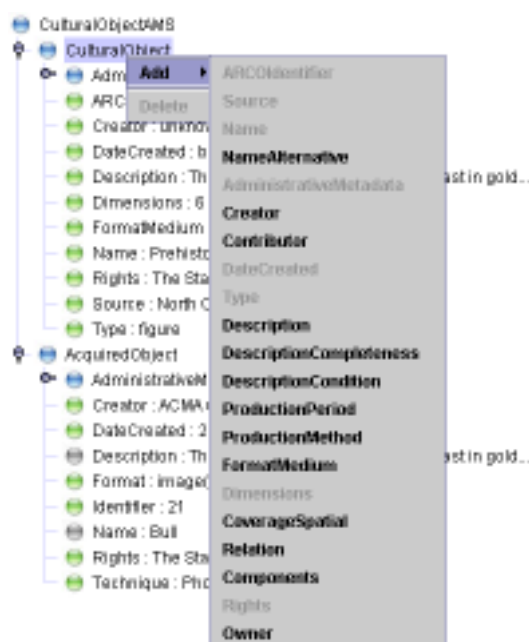 CulturalObjectAMS
CulturalObject
Add
Delete
ARC
Creator : unknow
DateCreated : b
Description : Th
Dimensions : 6
FormatMedium
Name : Prehisto
Rights : The Sta
Source : North C
Type : figure
AcquiredObject
AdministrativeM
Creator : ACMA
DateCreated : 2
Description : Th
Format : image/
Identifier : 21
Name : Bull
Rights : The Sta
Technique : Pho
ARCOIdentifier
Source
Name
NameAlternative
AdministrativeMetadata
Creator
Contributor
DateCreated
Type
Description
DescriptionCompleteness
DescriptionCondition
ProductionPeriod
ProductionMethod
FormatMedium
Dimensions
CoverageSpatial
Relation
Components
Rights
Owner
ast in gold...
ast in gold...